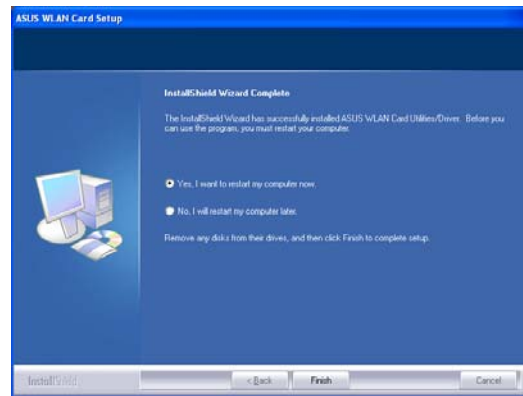 ASUS WLAN Card Setup
InstallShield Wizard Complete
The InstallShield Wizard has successfully installed ASUS WLAN Card Utilities/Driver. Before you
can use the program, you must restart your computer.
Yes, I want to restart my computer now.
No, I will restart my computer later.
Remove any disks from their drives, and then click Finish to complete setup.
InstallShield
< Back
Finish
Cancel